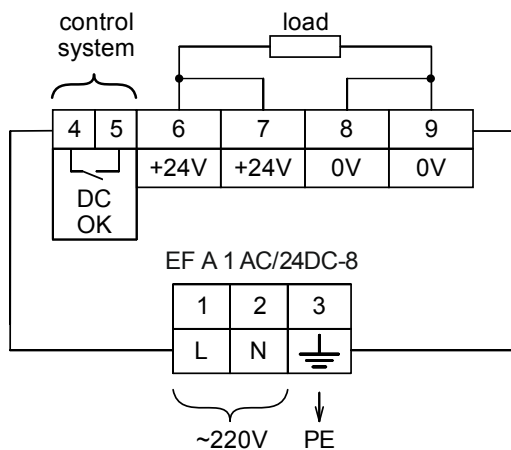 control
system
load
4 5 6 7 8 9
+24V +24V 0V 0V
DC
OK
EF A 1 AC/24DC-8
1 2 3
L N
~220V PE